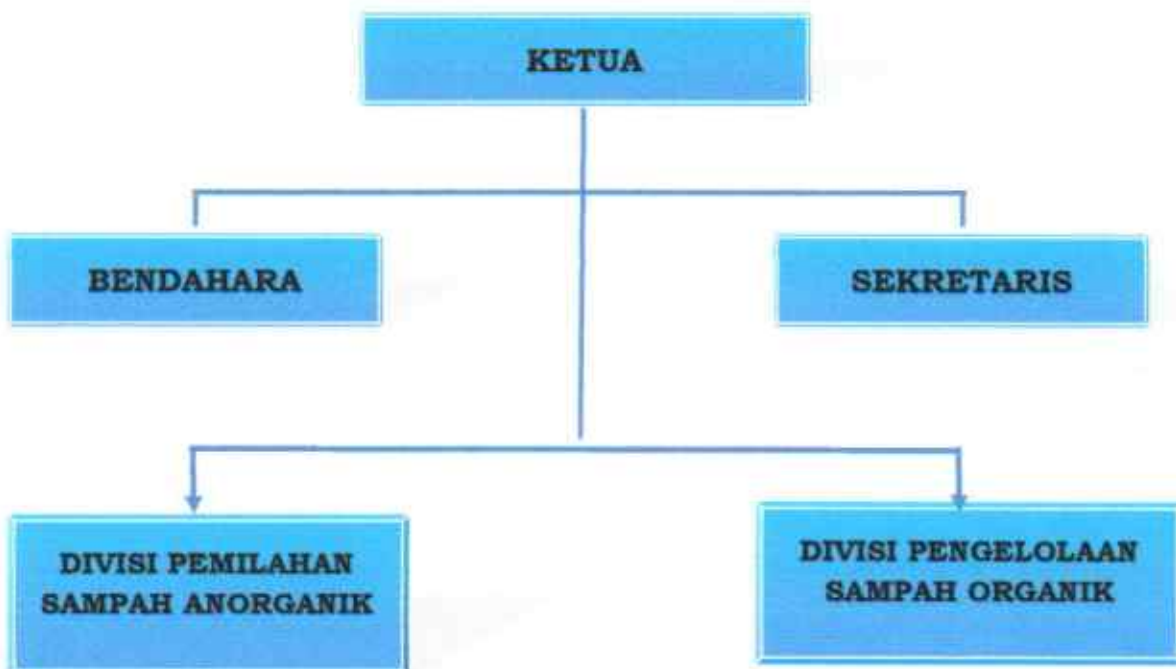 KETUA
BENDAHARA
SEKRETARIS
DIVISI PEMILAHAN
SAMPAH ANORGANIK
DIVISI PENGELOLAAN
SAMPAH ORGANIK